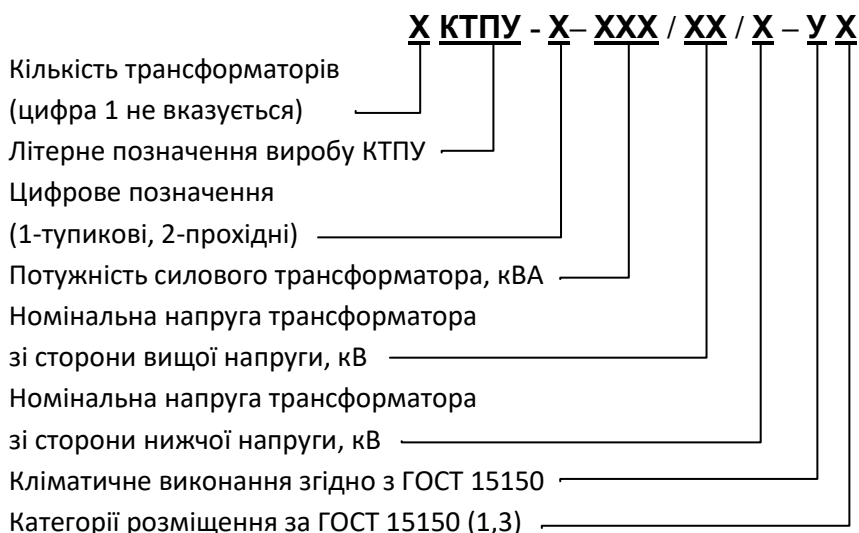 Х КТПУ - Х– ХХХ / ХХ / Х – У Х
Кількість трансформаторів
(цифра 1 не вказується)
Літерне позначення виробу КТПУ
Цифрове позначення
(1-тупикові, 2-прохідні)
Потужність силового трансформатора, кВА
Номінальна напруга трансформатора
зі сторони вищої напруги, кВ
Номінальна напруга трансформатора
зі сторони нижчої напруги, кВ
Кліматичне виконання згідно з ГОСТ 15150
Категорії розміщення за ГОСТ 15150 (1,3)